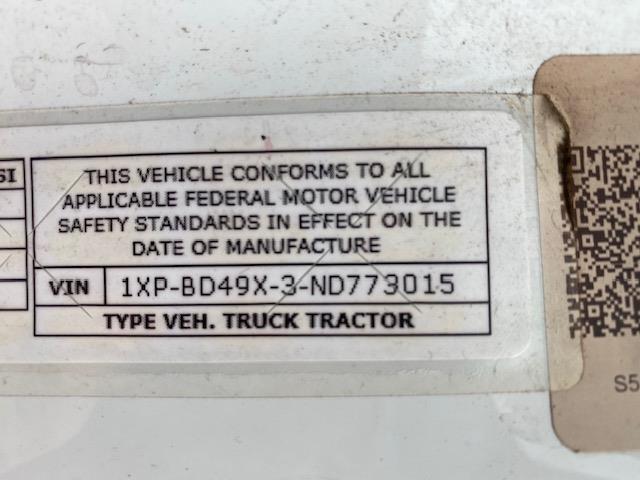 SI
THIS VEHICLE CONFORMS TO ALL
APPLICABLE FEDERAL MOTOR VEHICLE
SAFETY STANDARDS IN EFFECT ON THE
DATE OF MANUFACTURE
VIN 1XP-BD49X-3-ND773015
TYPE VEH. TRUCK TRACTOR
S5